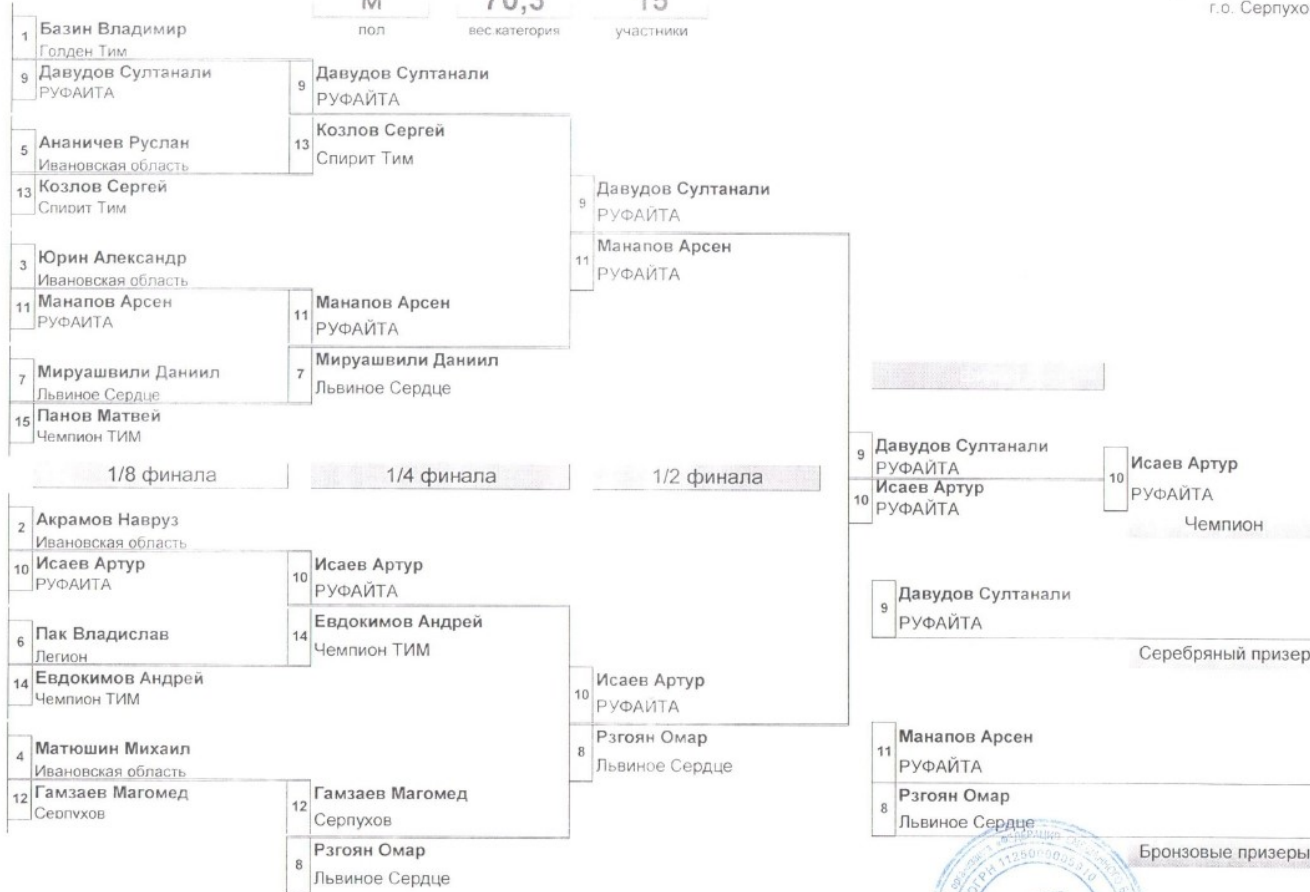 М 70,3 15
пол вес.категория участники
г.о. Серпухо
1 Базин Владимир
Голден Тим
9 Давудов Султанали
РУФАИТА
5 Ананичев Руслан
Ивановская область
13 Козлов Сергей
Спирит Тим
3 Юрин Александр
Ивановская область
11 Манапов Арсен
РУФАИТА
7 Мируашвили Даниил
Львиное Сердце
15 Панов Матвей
Чемпион ТИМ
9 Давудов Султанали
РУФАЙТА
13 Козлов Сергей
Спирит Тим
11 Манапов Арсен
РУФАЙТА
7 Мируашвили Даниил
Львиное Сердце
9 Давудов Султанали
РУФАЙТА
11 Манапов Арсен
РУФАЙТА
1/8 финала 1/4 финала 1/2 финала
2 Акрамов Навруз
Ивановская область
10 Исаев Артур
РУФАИТА
6 Пак Владислав
Легион
14 Евдокимов Андрей
Чемпион ТИМ
4 Матюшин Михаил
Ивановская область
12 Гамзаев Магомед
Серпухов
10 Исаев Артур
РУФАЙТА
14 Евдокимов Андрей
Чемпион ТИМ
12 Гамзаев Магомед
Серпухов
8 Рзгоян Омар
Львиное Сердце
10 Исаев Артур
РУФАИТА
8 Рзгоян Омар
Львиное Сердце
9 Давудов Султанали
РУФАЙТА
10 Исаев Артур
РУФАЙТА
10 Исаев Артур
РУФАЙТА
Чемпион
9 Давудов Султанали
РУФАЙТА
Серебряный призер
11 Манапов Арсен
РУФАЙТА
8 Рзгоян Омар
Львиное Сердце
Бронзовые призеры